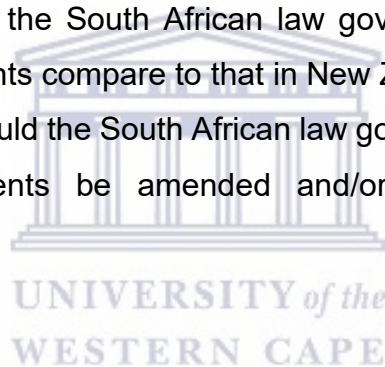 the South African law gov
nts compare to that in New Z
uld the South African law go
ents be amended and/or
UNIVERSITY of the
WESTERN CAPE